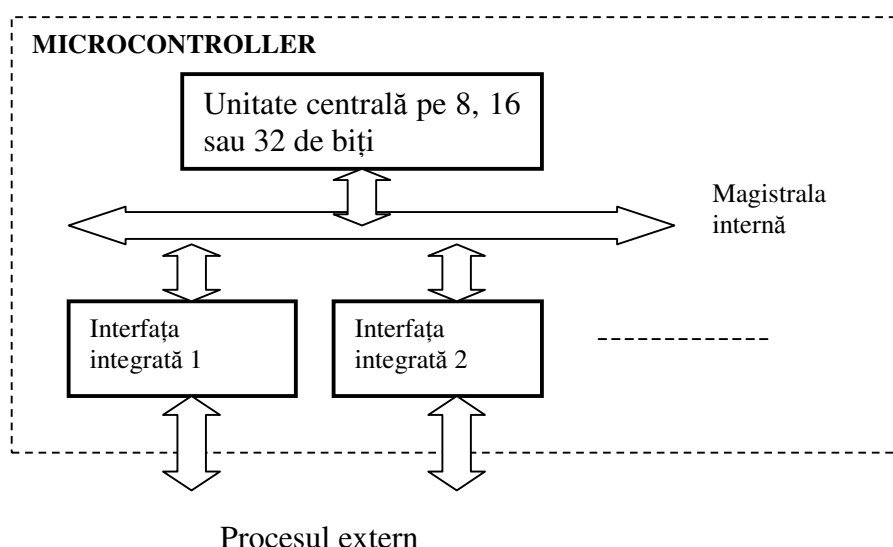 MICROCONTROLLER
Unitate centrală pe 8, 16
sau 32 de biți
Magistrala
internă
Interfața
integrată 1
Interfața
integrată 2
Procesul extern